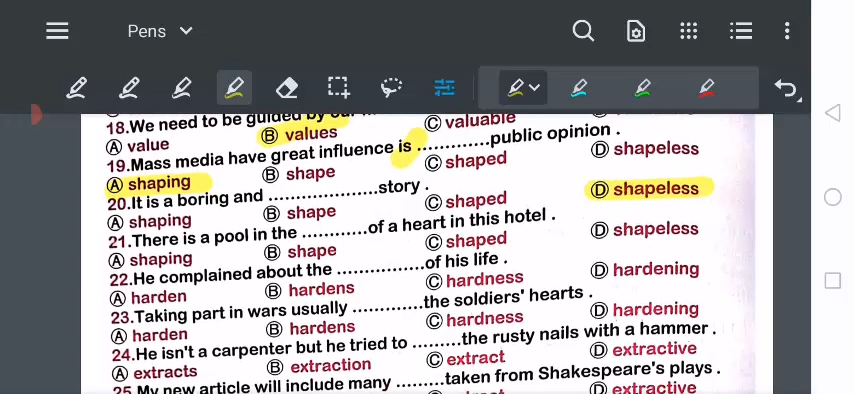 Pens
18.We need to be guided by our
Ⓐ value Ⓑ values Ⓒ valuable
19.Mass media have great influence is ............public opinion .
Ⓐ shaping Ⓑ shape Ⓒ shaped Ⓓ shapeless
20.It is a boring and ..................story .
Ⓐ shaping Ⓑ shape Ⓒ shaped Ⓓ shapeless
21.There is a pool in the ...........of a heart in this hotel .
Ⓐ shaping Ⓑ shape Ⓒ shaped Ⓓ shapeless
22.He complained about the ...............of his life .
Ⓐ harden Ⓑ hardens Ⓒ hardness Ⓓ hardening
23.Taking part in wars usually ............the soldiers' hearts .
Ⓐ harden Ⓑ hardens Ⓒ hardness Ⓓ hardening
24.He isn't a carpenter but he tried to .........the rusty nails with a hammer .
Ⓐ extracts Ⓑ extraction Ⓒ extract Ⓓ extractive
25.My new article will include many .........taken from Shakespeare's plays .
Ⓓ extractive